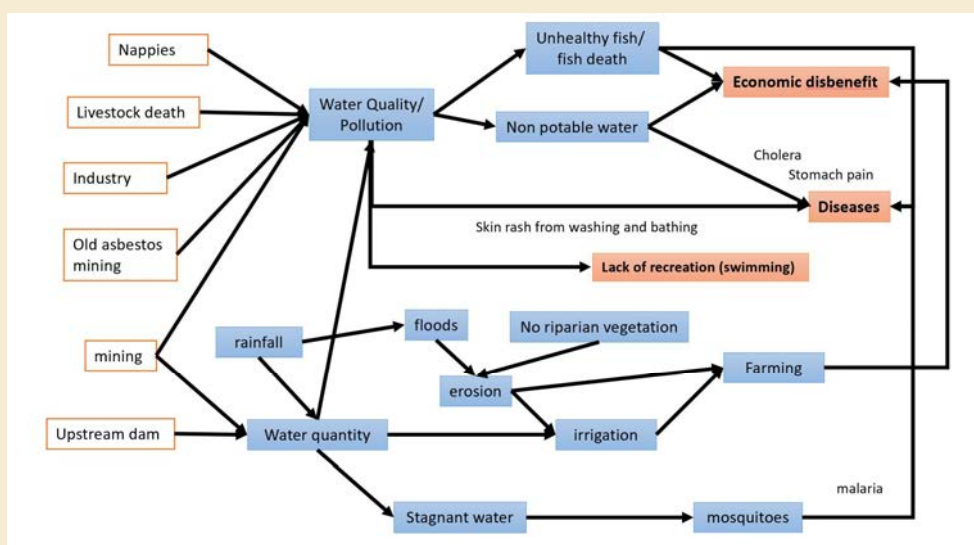 Nappies
Unhealthy fish/
fish death
Economic disbenefit
Livestock death
Water Quality/
Pollution
Non potable water
Cholera
Stomach pain
Industry
Diseases
Skin rash from washing and bathing
Old asbestos
mining
Lack of recreation (swimming)
floods
No riparian vegetation
rainfall
mining
Farming
erosion
Upstream dam
Water quantity
irrigation
malaria
Stagnant water
mosquitoes